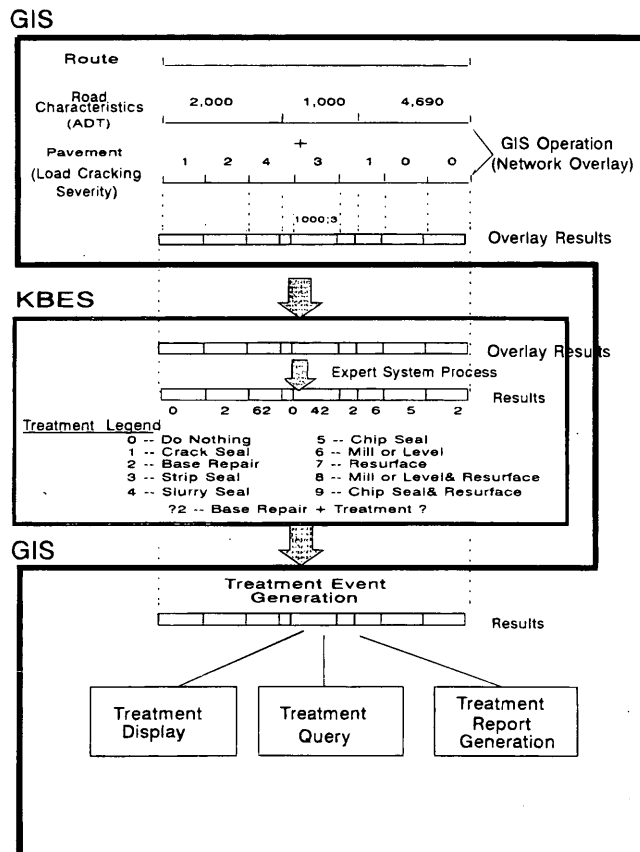 GIS
Route
Road
Characteristics
(ADT)
2,000 1,000 4,690
+
Pavement
(Load Cracking
Severity)
1 2 4 3 1 0 0
GIS Operation
(Network Overlay)
1000;3
Overlay Results
KBES
Overlay Results
Expert System Process
Results
0 2 62 0 42 2 6 5 2
Treatment Legend
0 -- Do Nothing
1 -- Crack Seal
2 -- Base Repair
3 -- Strip Seal
4 -- Slurry Seal
5 -- Chip Seal
6 -- Mill or Level
7 -- Resurface
8 -- Mill or Level& Resurface
9 -- Chip Seal& Resurface
?2 -- Base Repair + Treatment ?
GIS
Treatment Event
Generation
Results
Treatment
Display
Treatment
Query
Treatment
Report
Generation